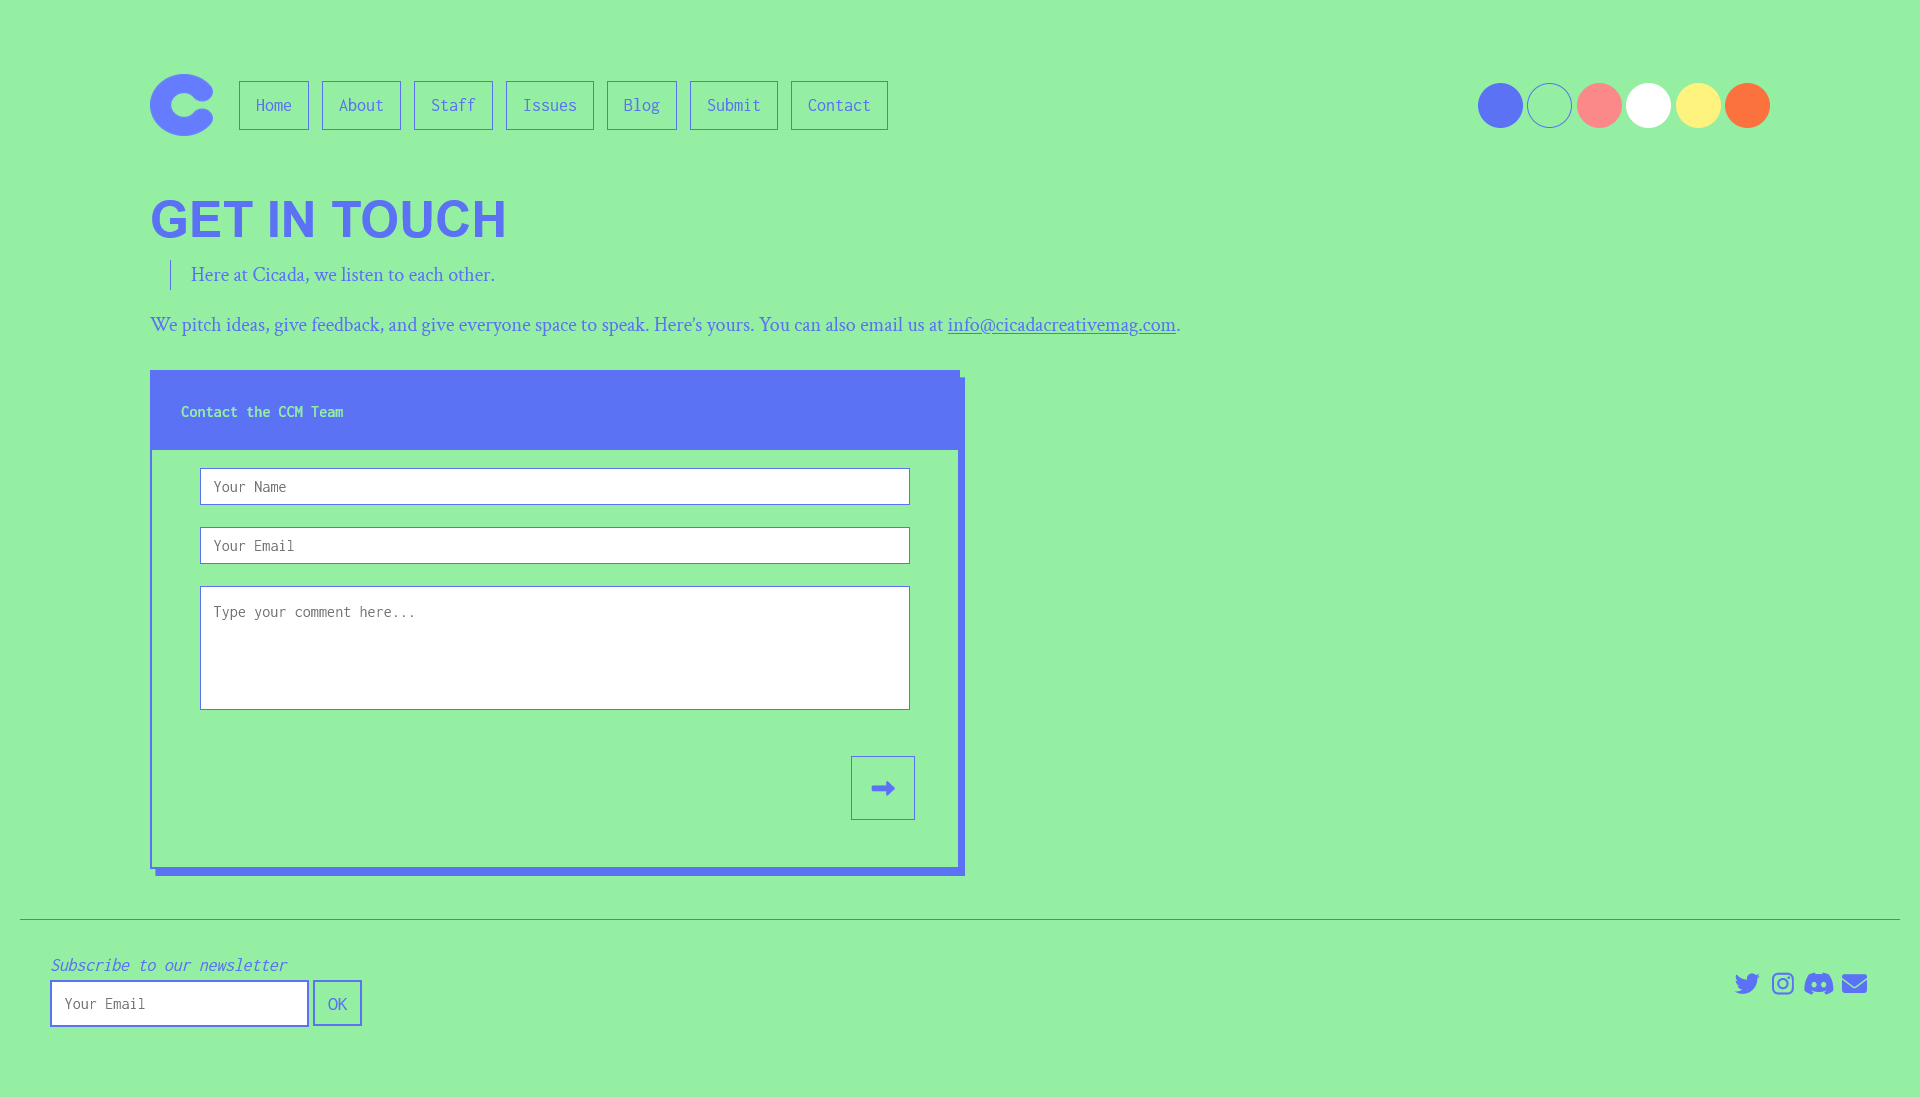 C
Home About Staff Issues Blog Submit Contact
GET IN TOUCH
Here at Cicada, we listen to each other.
We pitch ideas, give feedback, and give everyone space to speak. Here’s yours. You can also email us at info@cicadacreativemag.com.
Contact the CCM Team
Your Name
Your Email
Type your comment here...
Subscribe to our newsletter
Your Email OK